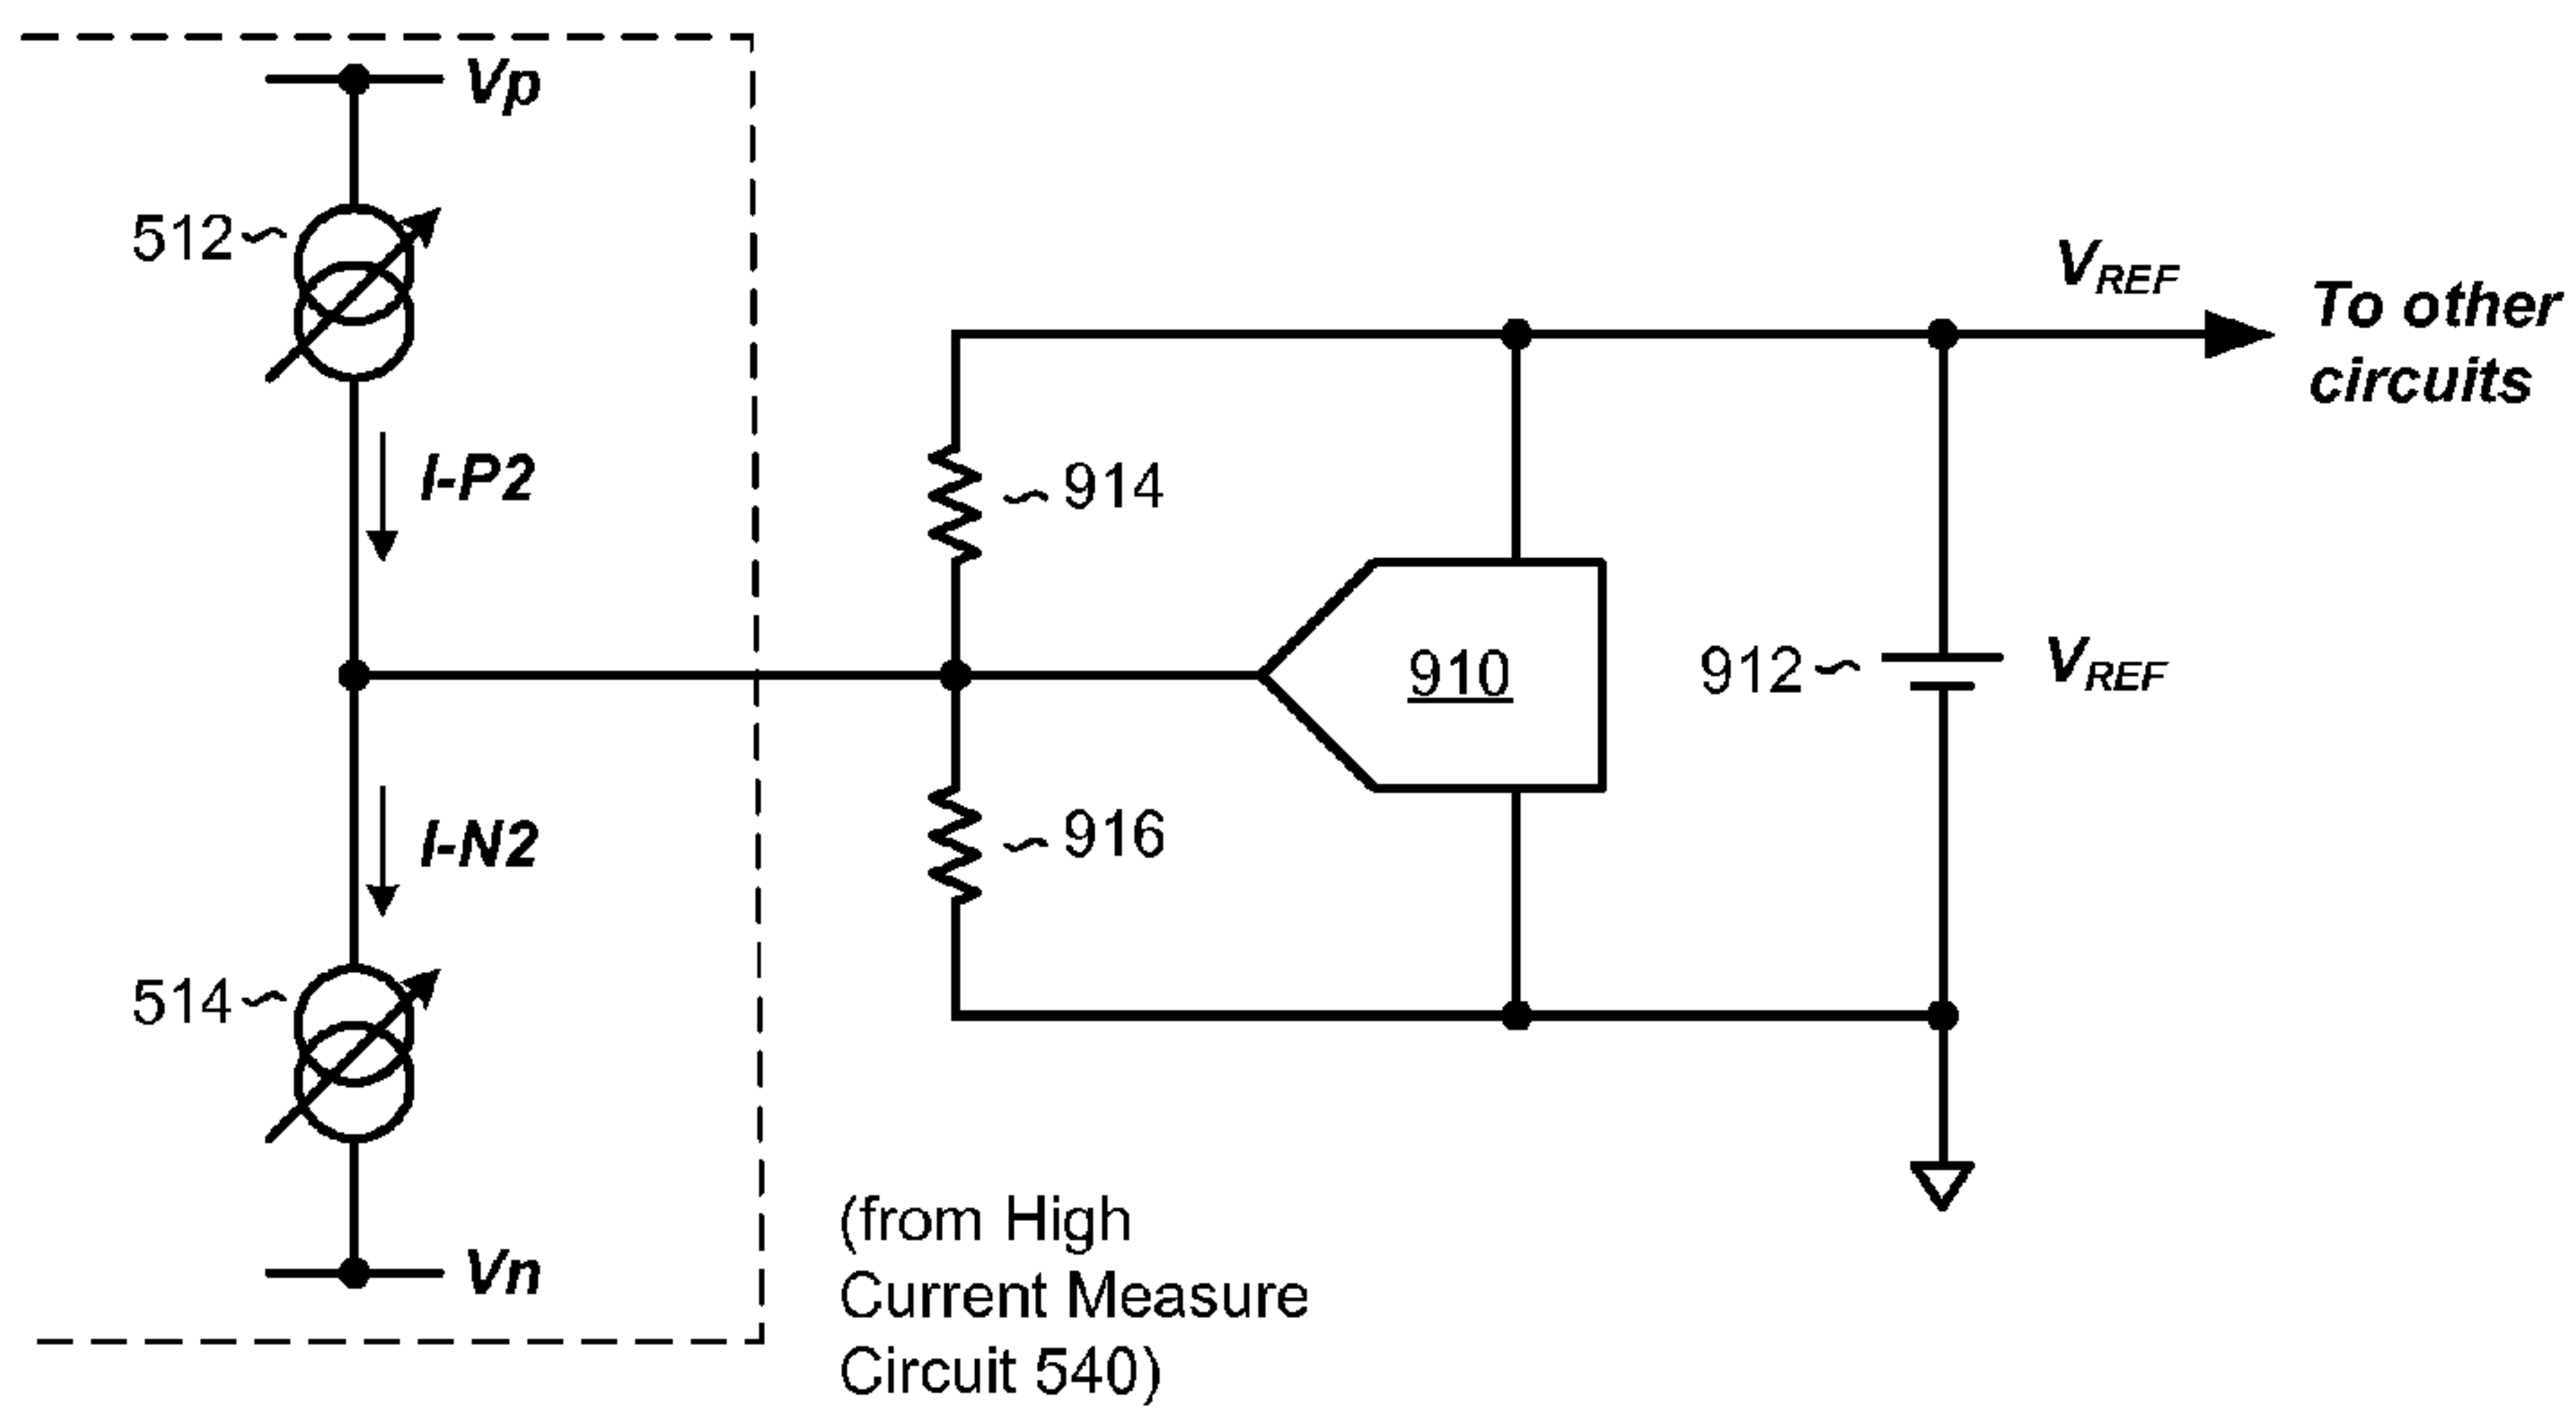 Vp
512
I-P2
I-N2
514
Vn
914
916
910
912
VREF
VREF
To other
circuits
(from High
Current Measure
Circuit 540)